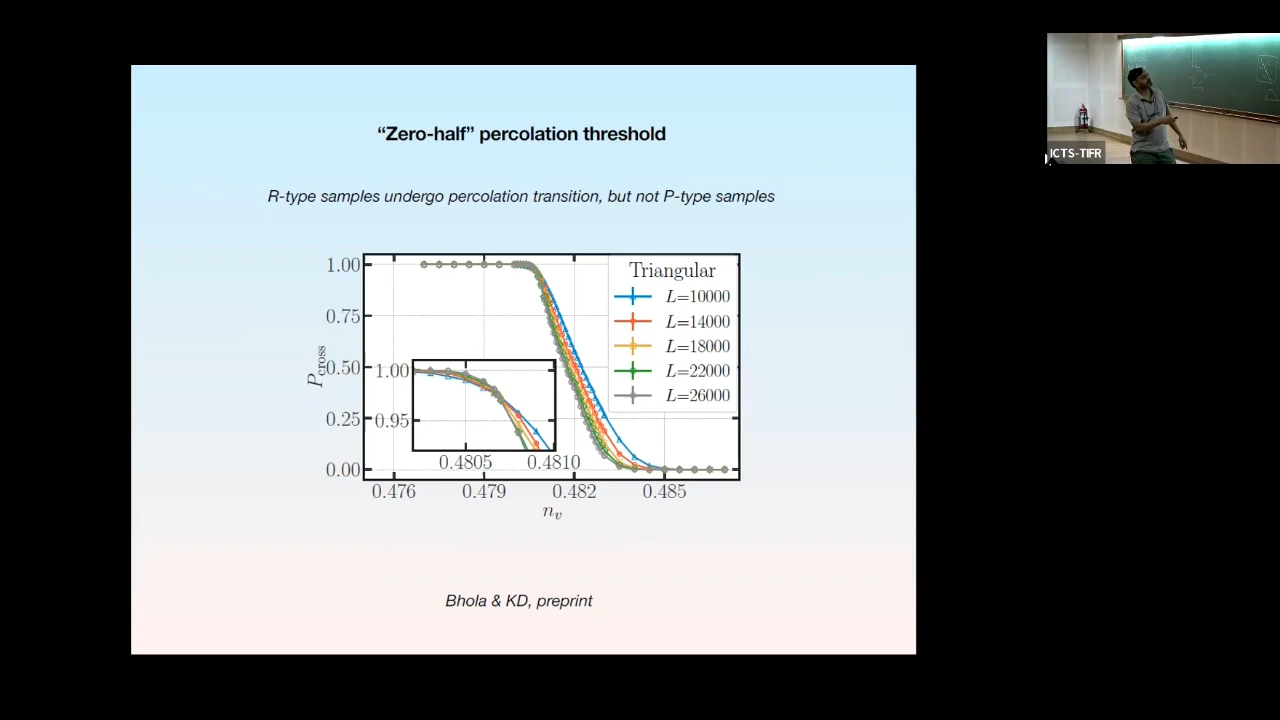 “Zero-half” percolation threshold
R-type samples undergo percolation transition, but not P-type samples
Triangular
L=10000
L=14000
L=18000
L=22000
L=26000
1.00
0.75
0.50
0.25
0.00
P cross
1.00
0.95
0.4805 0.4810
0.476 0.479 0.482 0.485
n v
Bhola & KD, preprint
ICTS-TIFR